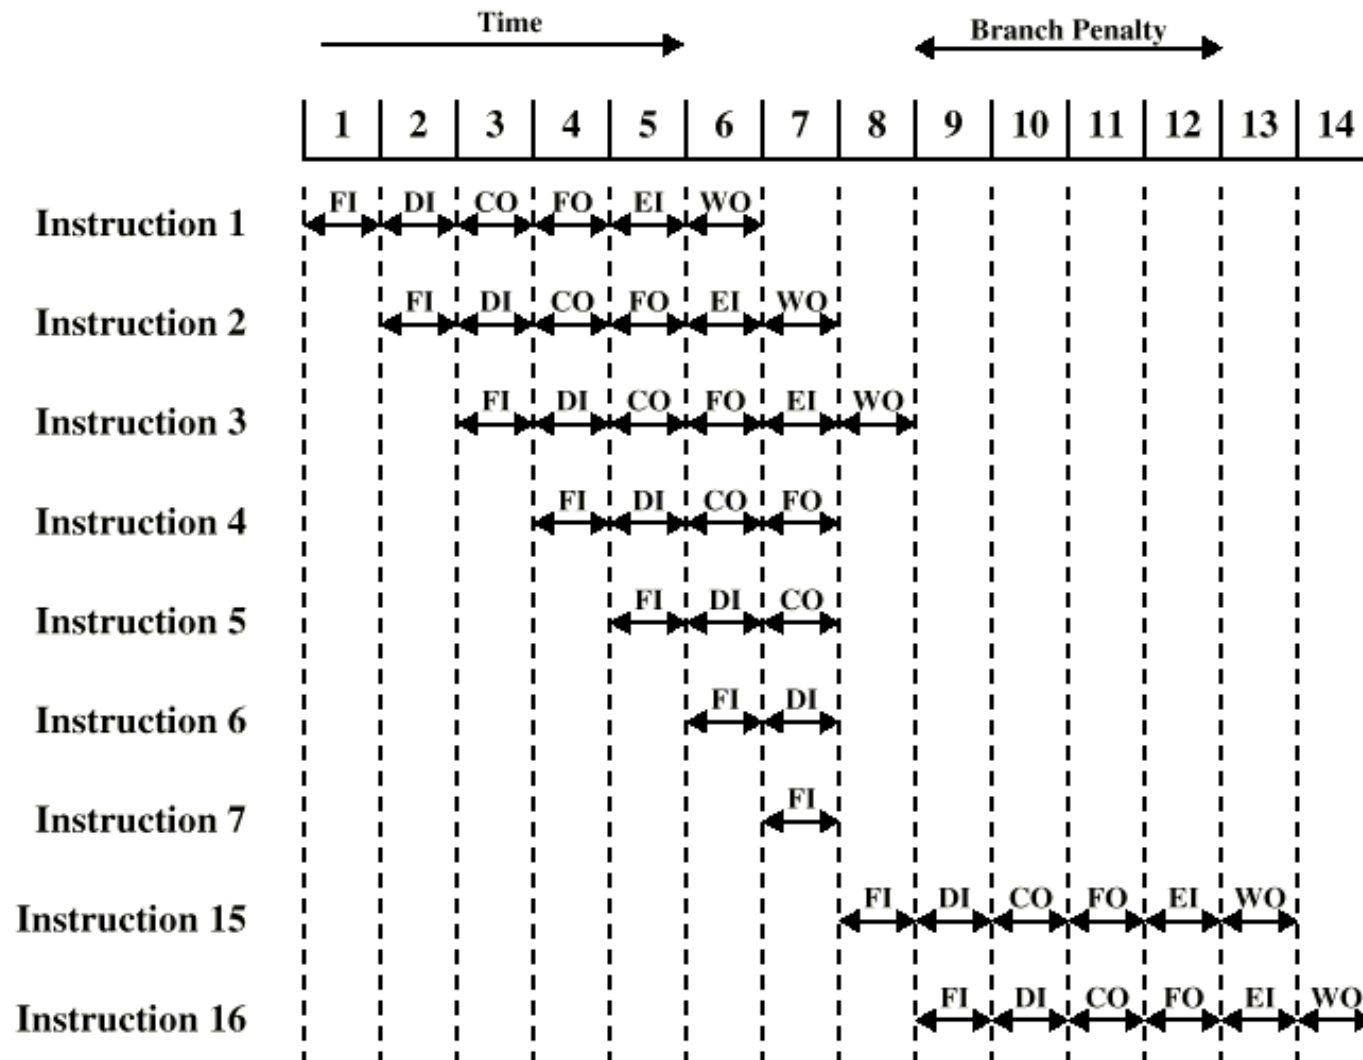 Time Branch Penalty
1 2 3 4 5 6 7 8 9 10 11 12 13 14
Instruction 1 FI DI CO FO EI WO
Instruction 2 FI DI CO FO EI WO
Instruction 3 FI DI CO FO EI WO
Instruction 4 FI DI CO FO
Instruction 5 FI DI CO
Instruction 6 FI DI
Instruction 7 FI
Instruction 15 FI DI CO FO EI WO
Instruction 16 FI DI CO FO EI WO